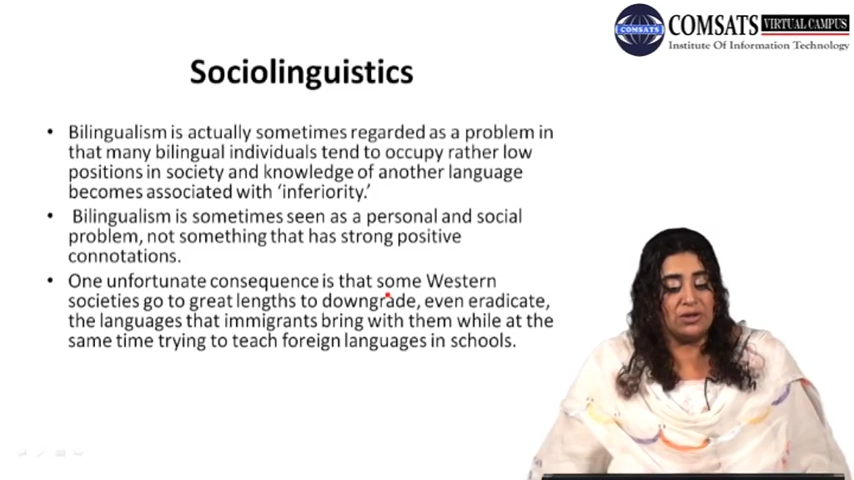 COMSATS VIRTUAL CAMPUS
COMSATS
Institute Of Information Technology
Sociolinguistics
• Bilingualism is actually sometimes regarded as a problem in
that many bilingual individuals tend to occupy rather low
positions in society and knowledge of another language
becomes associated with ‘inferiority.’
• Bilingualism is sometimes seen as a personal and social
problem, not something that has strong positive
connotations.
• One unfortunate consequence is that some Western
societies go to great lengths to downgrade, even eradicate,
the languages that immigrants bring with them while at the
same time trying to teach foreign languages in schools.